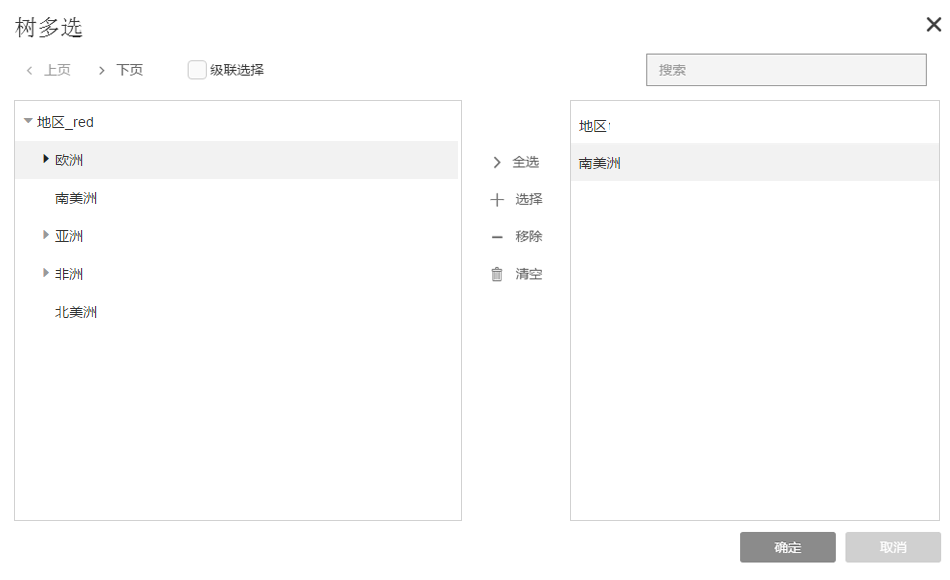 树多选
上页 下页 级联选择 搜索
地区_red
欧洲
南美洲
亚洲
非洲
北美洲
全选
选择
移除
清空
地区
南美洲
确定 取消